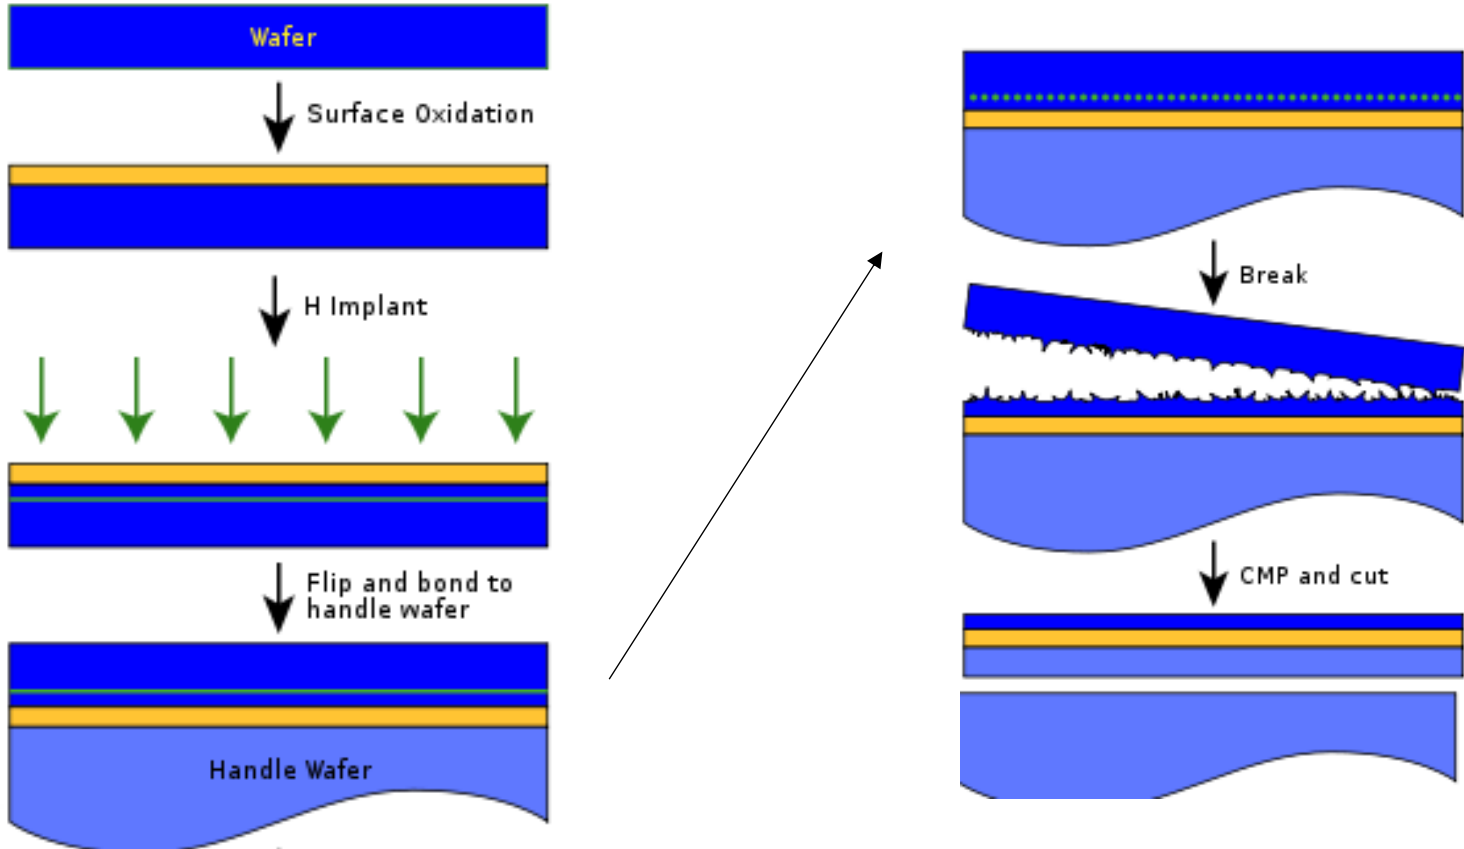 Wafer
Surface Oxidation
H Implant
Flip and bond to
handle wafer
Handle Wafer
Break
CMP and cut